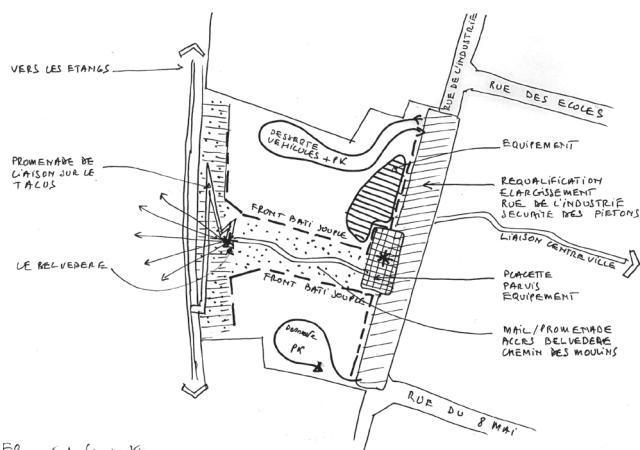 VERS LES ETANGS
PROMENADE DE
LIAISON SUR LE
TALUS
LE BELVEDERE
DESSERTE
VÉHICULES + PK
FRONT BATI SOUPLE
FRONT BATI SOUPLE
DESSERTE
PK
RUE DE L'INDUSTRIE
RUE DES ECOLES
EQUIPEMENT
REQUALIFICATION
ELARGISSEMENT
RUE DE L'INDUSTRIE
SECURITE DES PIETONS
LIAISON CENTRE VILLE
PLACETTE
PARVIS
EQUIPEMENT
MAIL/PROMENADE
ACCES BELVEDERE
CHEMIN DES MOULINS
RUE DU 8 MAI